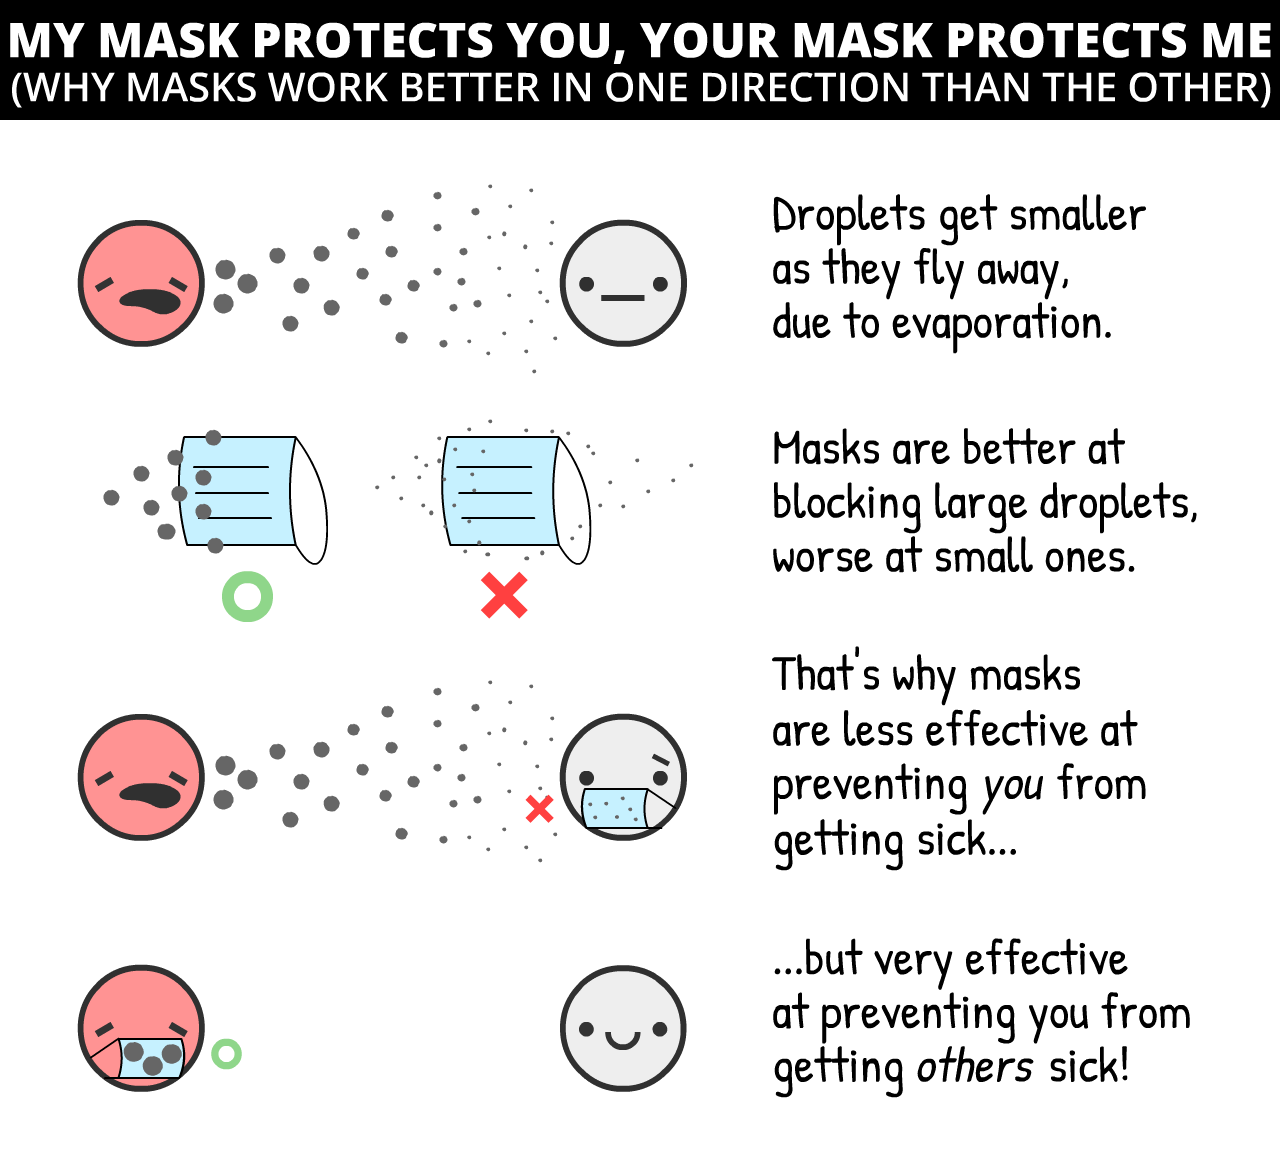 MY MASK PROTECTS YOU, YOUR MASK PROTECTS ME
(WHY MASKS WORK BETTER IN ONE DIRECTION THAN THE OTHER)
Droplets get smaller
as they fly away,
due to evaporation.
Masks are better at
blocking large droplets,
worse at small ones.
That's why masks
are less effective at
preventing you from
getting sick...
...but very effective
at preventing you from
getting others sick!